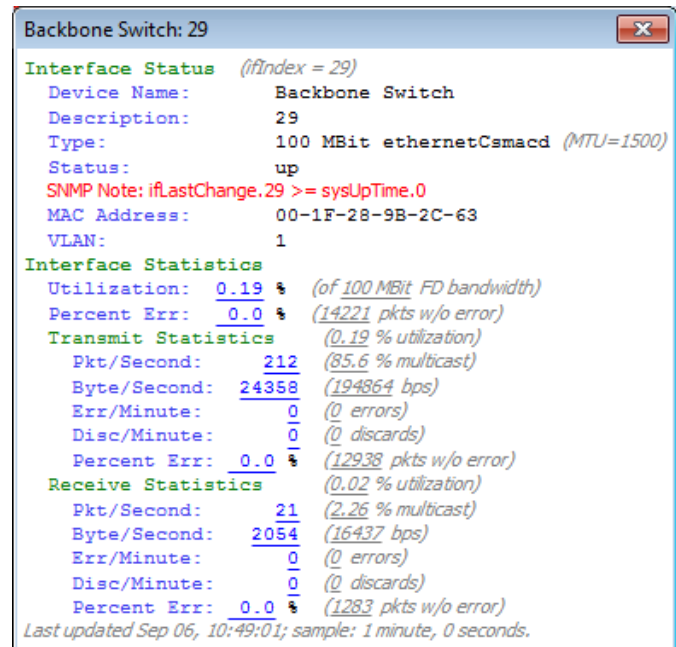 Backbone Switch: 29
Interface Status (ifIndex = 29)
Device Name: Backbone Switch
Description: 29
Type: 100 MBit ethernetCsmacd (MTU=1500)
Status: up
SNMP Note: ifLastChange.29 >= sysUpTime.0
MAC Address: 00-1F-28-9B-2C-63
VLAN: 1
Interface Statistics
Utilization: 0.19 % (of 100 MBit FD bandwidth)
Percent Err: 0.0 % (14221 pkts w/o error)
Transmit Statistics (0.19 % utilization)
Pkt/Second: 212 (85.6 % multicast)
Byte/Second: 24358 (194864 bps)
Err/Minute: 0 (0 errors)
Disc/Minute: 0 (0 discards)
Percent Err: 0.0 % (12938 pkts w/o error)
Receive Statistics (0.02 % utilization)
Pkt/Second: 21 (2.26 % multicast)
Byte/Second: 2054 (16437 bps)
Err/Minute: 0 (0 errors)
Disc/Minute: 0 (0 discards)
Percent Err: 0.0 % (1283 pkts w/o error)
Last updated Sep 06, 10:49:01; sample: 1 minute, 0 seconds.